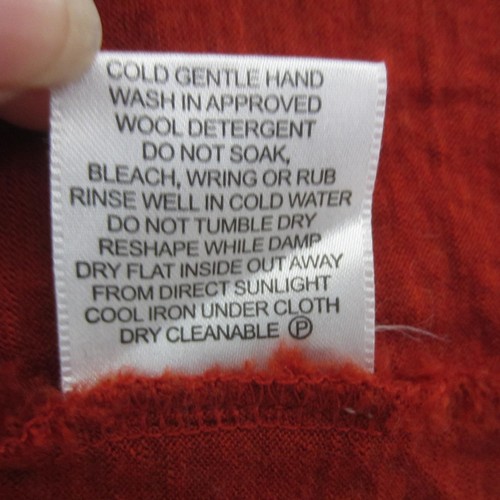 COLD GENTLE HAND
WASH IN APPROVED
WOOL DETERGENT
DO NOT SOAK,
BLEACH, WRING OR RUB
RINSE WELL IN COLD WATER
DO NOT TUMBLE DRY
RESHAPE WHILE DAMP
DRY FLAT INSIDE OUT AWAY
FROM DIRECT SUNLIGHT
COOL IRON UNDER CLOTH
DRY CLEANABLE Ⓟ